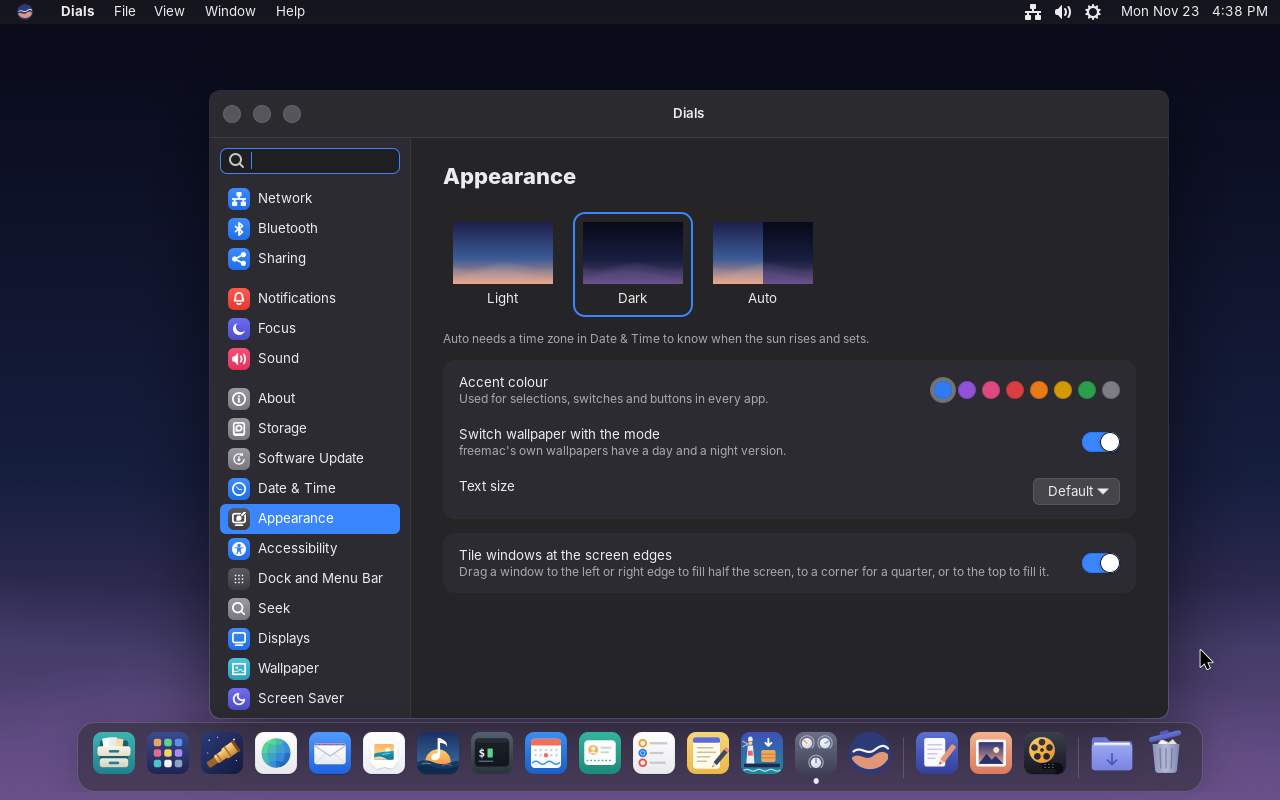 Dials File View Window Help Mon Nov 23 4:38 PM
Dials
Network
Bluetooth
Sharing
Notifications
Focus
Sound
About
Storage
Software Update
Date & Time
Appearance
Accessibility
Dock and Menu Bar
Seek
Displays
Wallpaper
Screen Saver
Appearance
Light Dark Auto
Auto needs a time zone in Date & Time to know when the sun rises and sets.
Accent colour
Used for selections, switches and buttons in every app.
Switch wallpaper with the mode
freemac's own wallpapers have a day and a night version.
Text size Default
Tile windows at the screen edges
Drag a window to the left or right edge to fill half the screen, to a corner for a quarter, or to the top to fill it.
$